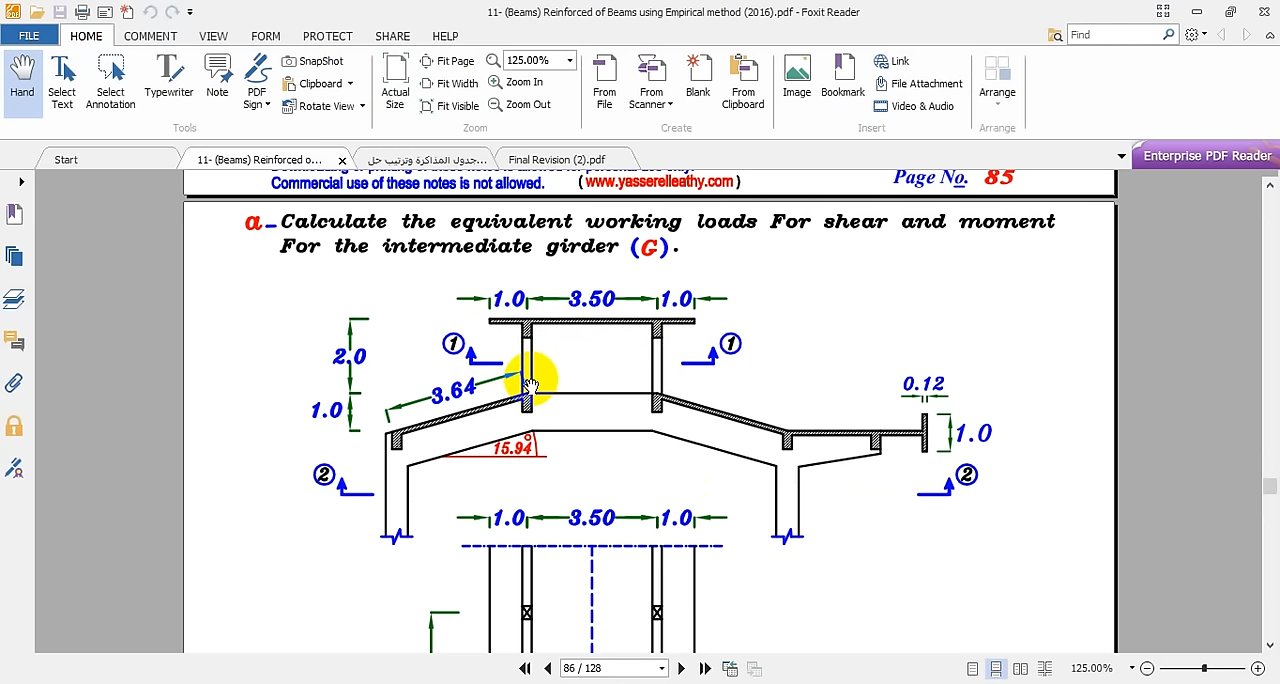 11- (Beams) Reinforced of Beams using Empirical method (2016).pdf - Foxit Reader
FILE HOME COMMENT VIEW FORM PROTECT SHARE HELP Find
Hand
Select Text
Select Annotation
Typewriter
Note
PDF Sign
SnapShot
Clipboard
Rotate View
Actual Size
Fit Page
Fit Width
Fit Visible
125.00%
Zoom In
Zoom Out
From File
From Scanner
Blank
From Clipboard
Image
Bookmark
Link
File Attachment
Video & Audio
Arrange
Tools Zoom Create Insert Arrange
Start 11- (Beams) Reinforced o... جدول المذاكرة وترتيب حل... Final Revision (2).pdf Enterprise PDF Reader
Commercial use of these notes is not allowed. ( www.yasserelleathy.com ) Page No. 85
a- Calculate the equivalent working loads For shear and moment
For the intermediate girder (G).
1.0 3.50 1.0
1 1
2.0
3.64 0.12
1.0 1.0
15.94°
2 2
1.0 3.50 1.0
86 / 128 125.00%